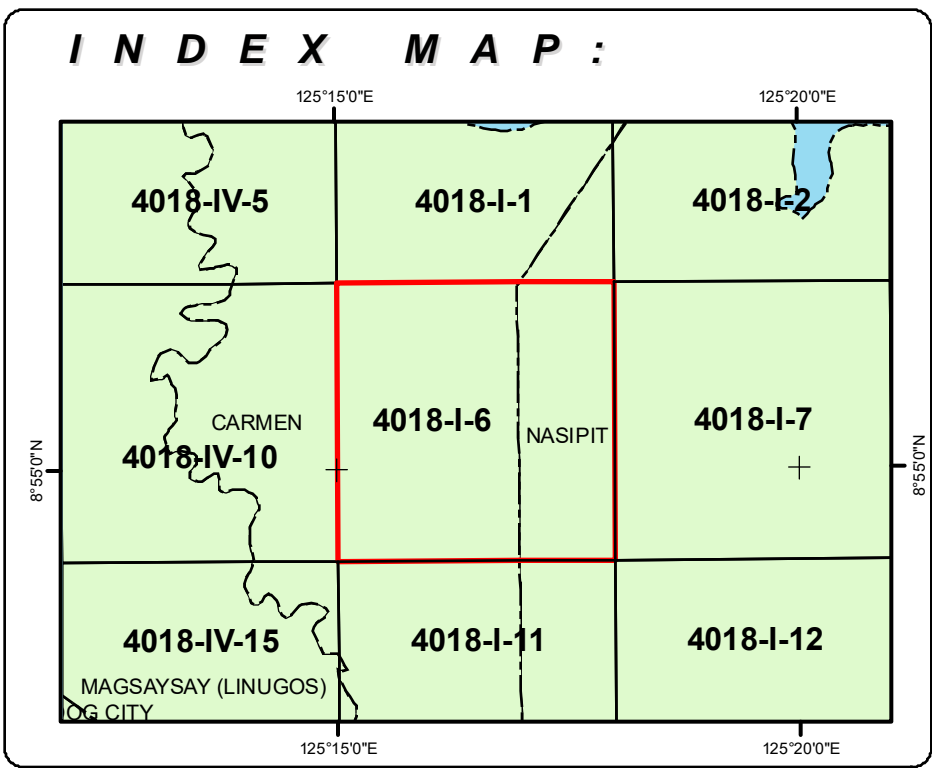 INDEX MAP:
125°15'0"E 125°20'0"E
4018-IV-5 4018-I-1 4018-I-2
CARMEN 4018-I-6 NASIPIT 4018-I-7
4018-IV-10
8°55'0"N 8°55'0"N
4018-IV-15 4018-I-11 4018-I-12
MAGSAYSAY (LINUGOS)
OG CITY
125°15'0"E 125°20'0"E